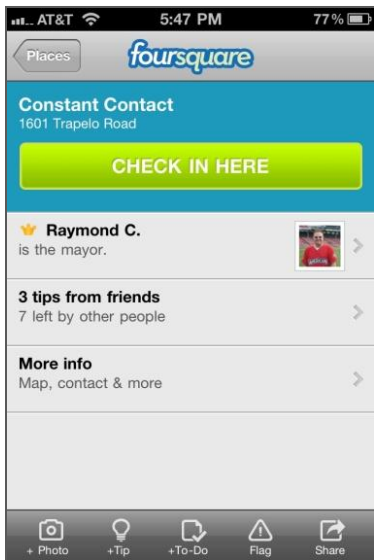 AT&T 5:47 PM 77%
Places foursquare
Constant Contact
1601 Trapelo Road
CHECK IN HERE
Raymond C.
is the mayor.
3 tips from friends
7 left by other people
More info
Map, contact & more
+ Photo +Tip +To-Do Flag Share